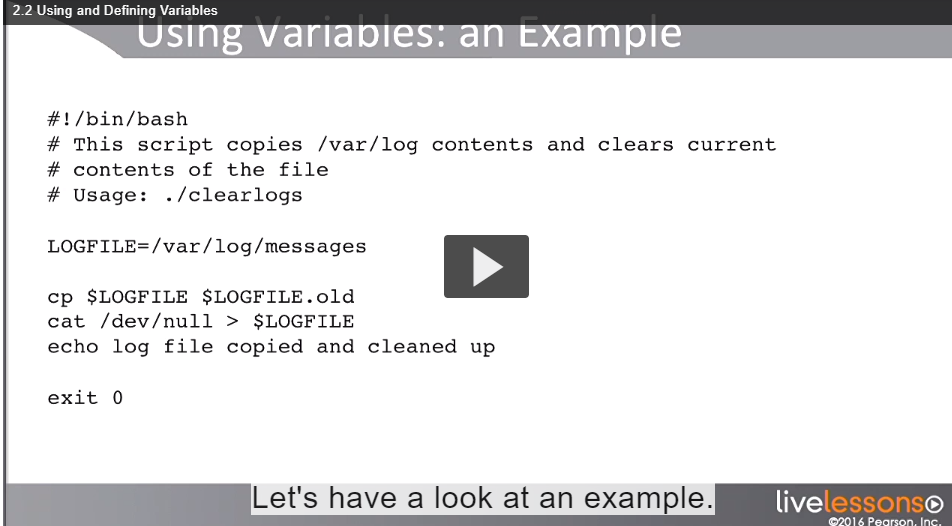 2.2 Using and Defining Variables
Using Variables: an Example
#!/bin/bash
# This script copies /var/log contents and clears current
# contents of the file
# Usage: ./clearlogs
LOGFILE=/var/log/messages
cp $LOGFILE $LOGFILE.old
cat /dev/null > $LOGFILE
echo log file copied and cleaned up
exit 0
Let's have a look at an example.
livelessons
©2016 Pearson, Inc.